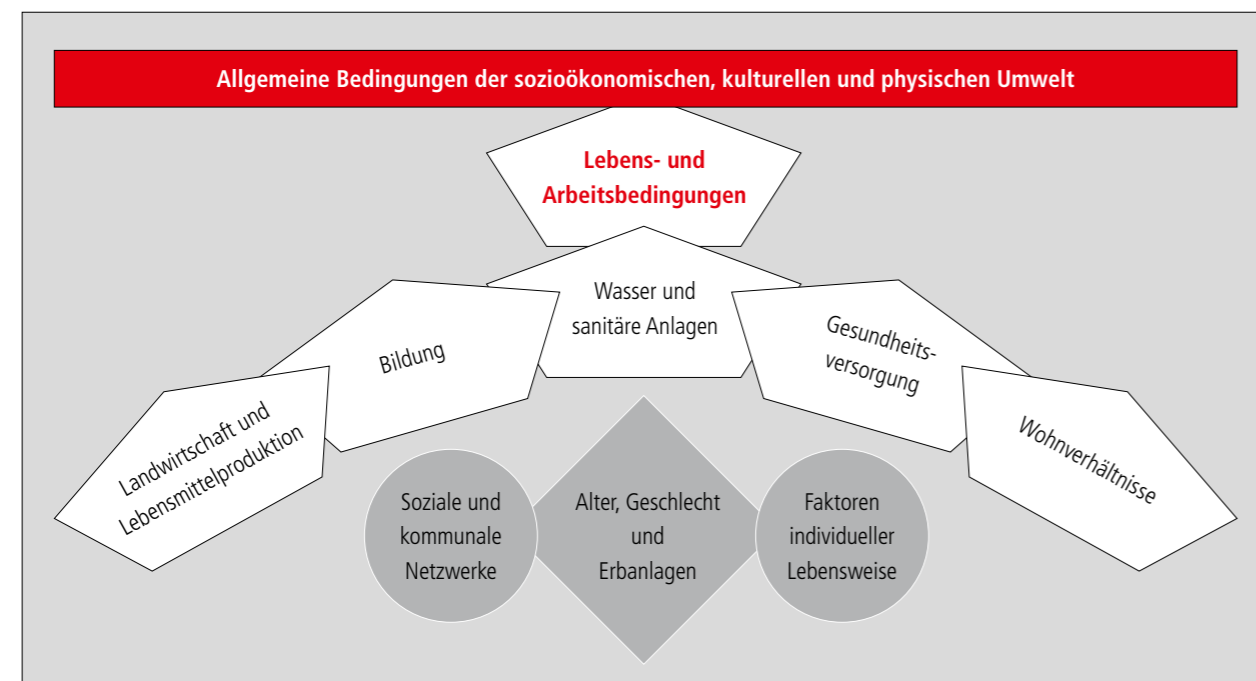 Allgemeine Bedingungen der sozioökonomischen, kulturellen und physischen Umwelt
Lebens- und
Arbeitsbedingungen
Wasser und
sanitäre Anlagen
Bildung
Gesundheits-
versorgung
Landwirtschaft und
Lebensmittelproduktion
Wohnverhältnisse
Soziale und
kommunale
Netzwerke
Alter, Geschlecht
und
Erbanlagen
Faktoren
individueller
Lebensweise